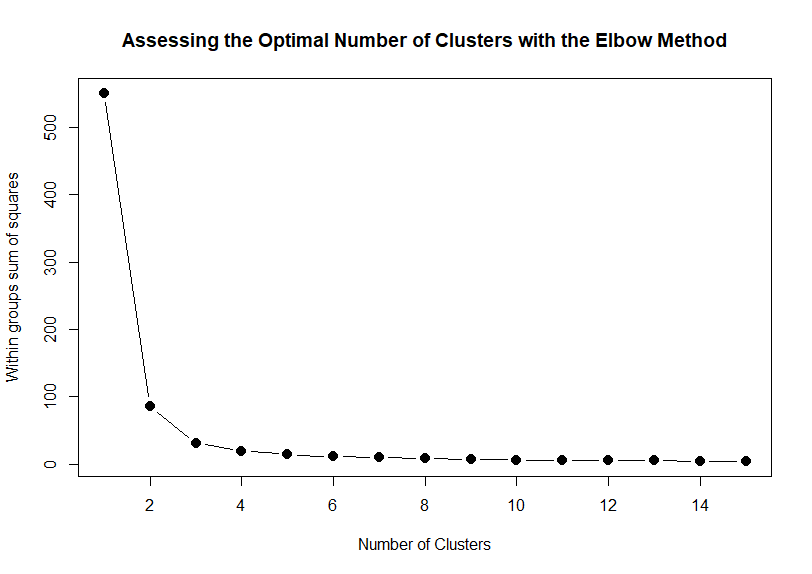 Assessing the Optimal Number of Clusters with the Elbow Method
Within groups sum of squares
500
400
300
200
100
0
2 4 6 8 10 12 14
Number of Clusters